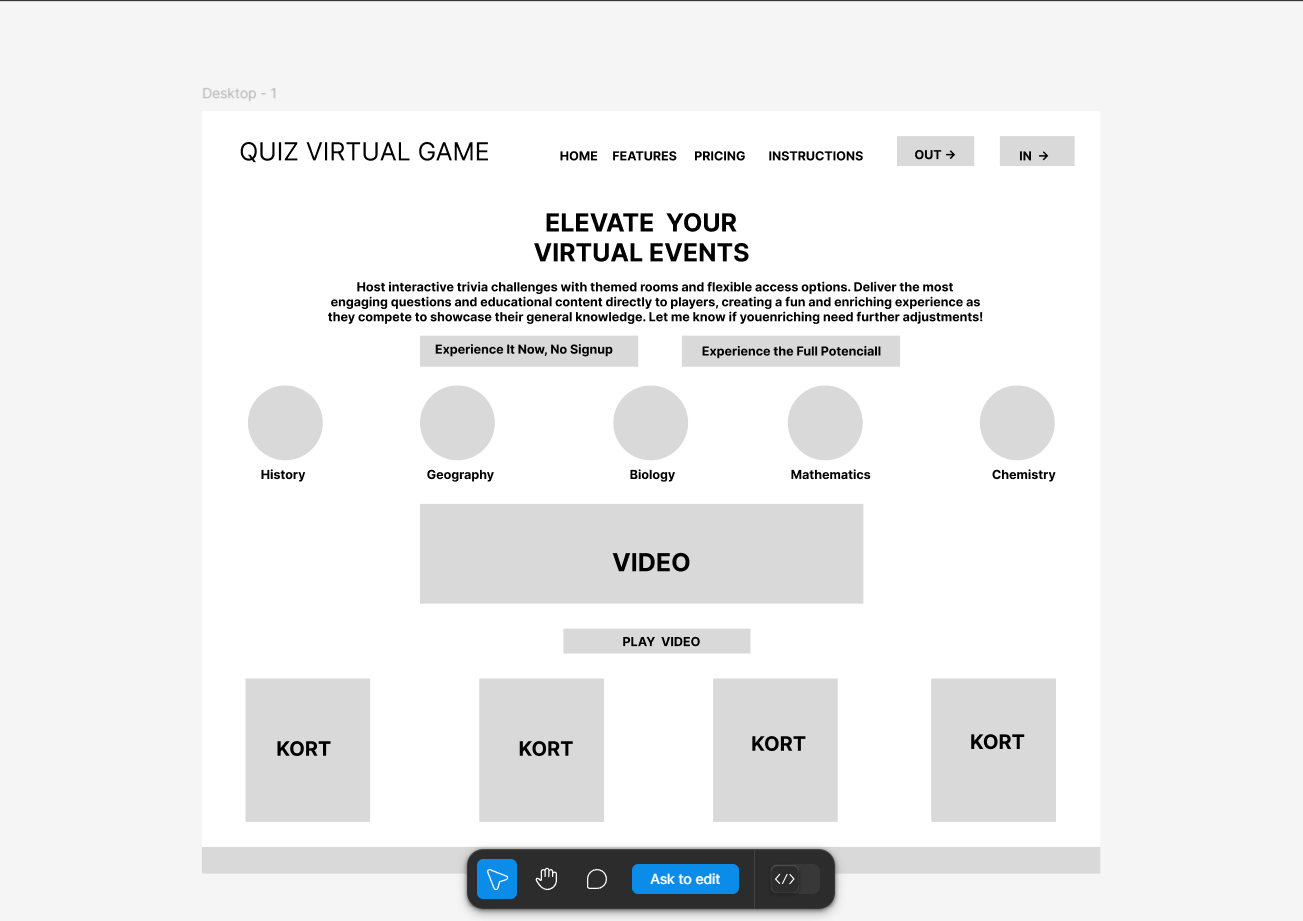 Desktop - 1
QUIZ VIRTUAL GAME
HOME FEATURES PRICING INSTRUCTIONS OUT → IN →
ELEVATE YOUR
VIRTUAL EVENTS
Host interactive trivia challenges with themed rooms and flexible access options. Deliver the most
engaging questions and educational content directly to players, creating a fun and enriching experience as
they compete to showcase their general knowledge. Let me know if youenriching need further adjustments!
Experience It Now, No Signup Experience the Full Potenciall
History Geography Biology Mathematics Chemistry
VIDEO
PLAY VIDEO
KORT KORT KORT KORT
Ask to edit </>